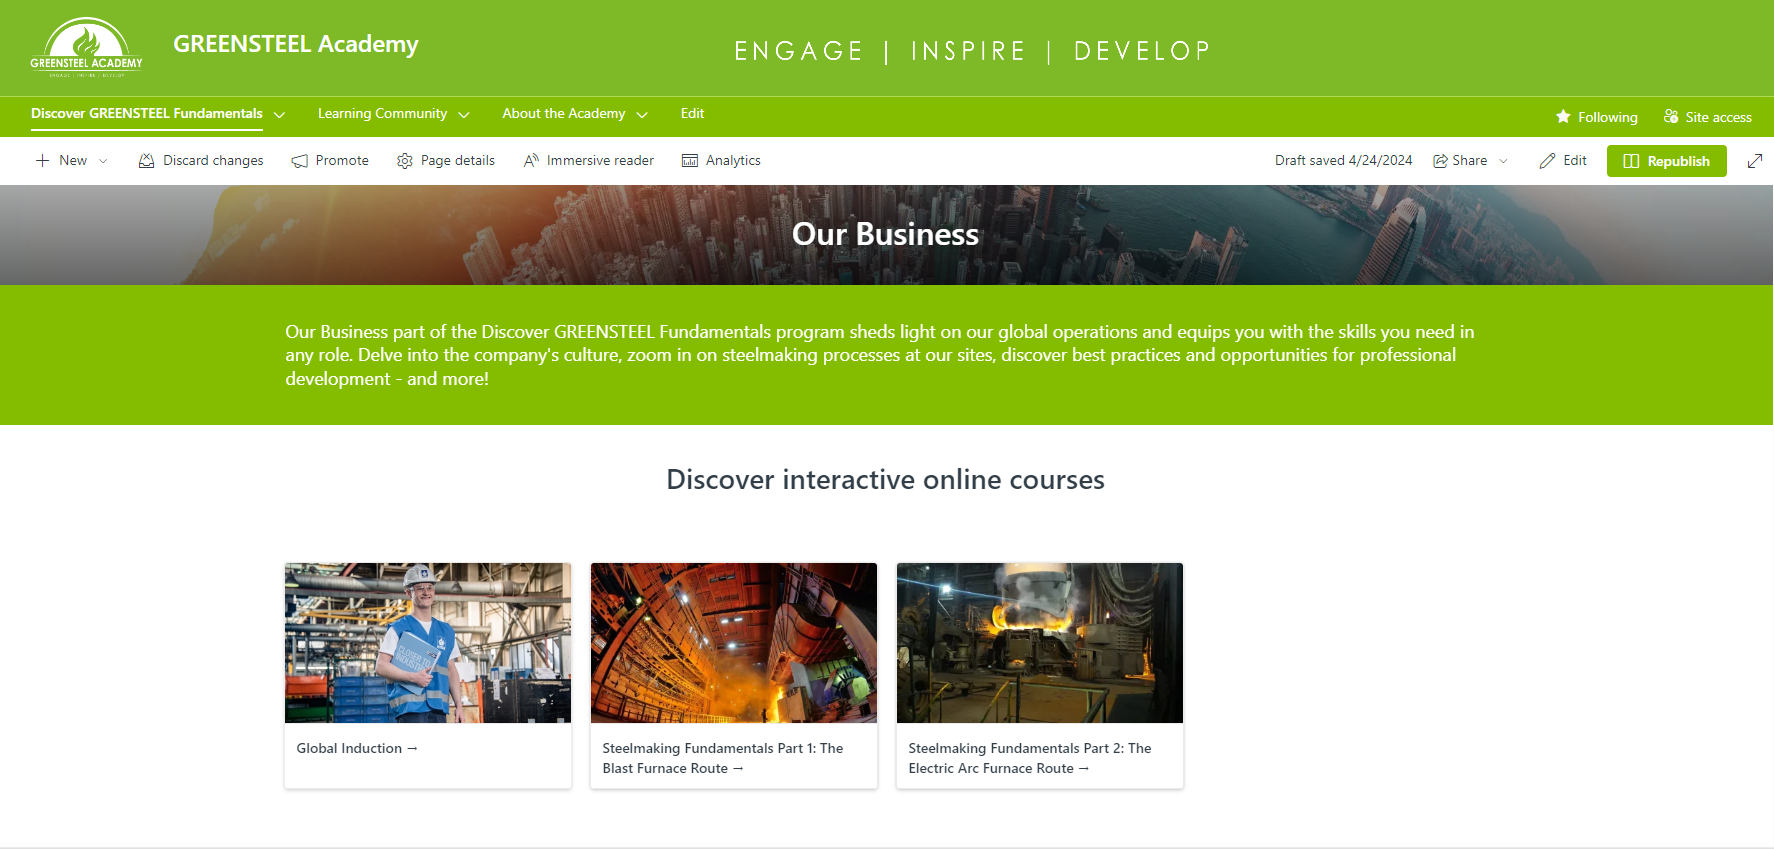 GREENSTEEL ACADEMY
ENGAGE | INSPIRE | DEVELOP
GREENSTEEL Academy
ENGAGE | INSPIRE | DEVELOP
Discover GREENSTEEL Fundamentals
Learning Community
About the Academy
Edit
Following
Site access
New
Discard changes
Promote
Page details
Immersive reader
Analytics
Draft saved 4/24/2024
Share
Edit
Republish
Our Business
Our Business part of the Discover GREENSTEEL Fundamentals program sheds light on our global operations and equips you with the skills you need in
any role. Delve into the company's culture, zoom in on steelmaking processes at our sites, discover best practices and opportunities for professional
development - and more!
Discover interactive online courses
CLOSER TO
INDUSTRY
Global Induction →
Steelmaking Fundamentals Part 1: The
Blast Furnace Route →
Steelmaking Fundamentals Part 2: The
Electric Arc Furnace Route →